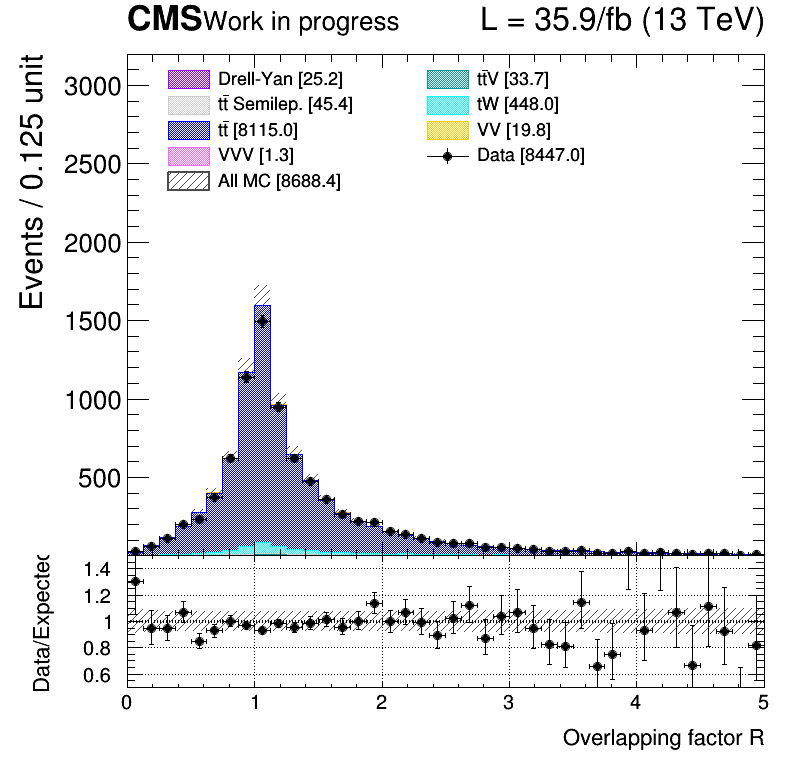 CMS Work in progress L = 35.9/fb (13 TeV)
Events / 0.125 unit
3000
2500
2000
1500
1000
500
Drell-Yan [25.2]
tt̄ Semilep. [45.4]
tt̄ [8115.0]
VVV [1.3]
All MC [8688.4]
tt̄V [33.7]
tW [448.0]
VV [19.8]
Data [8447.0]
Data/Expected
1.4
1.2
1
0.8
0.6
0 1 2 3 4 5
Overlapping factor R